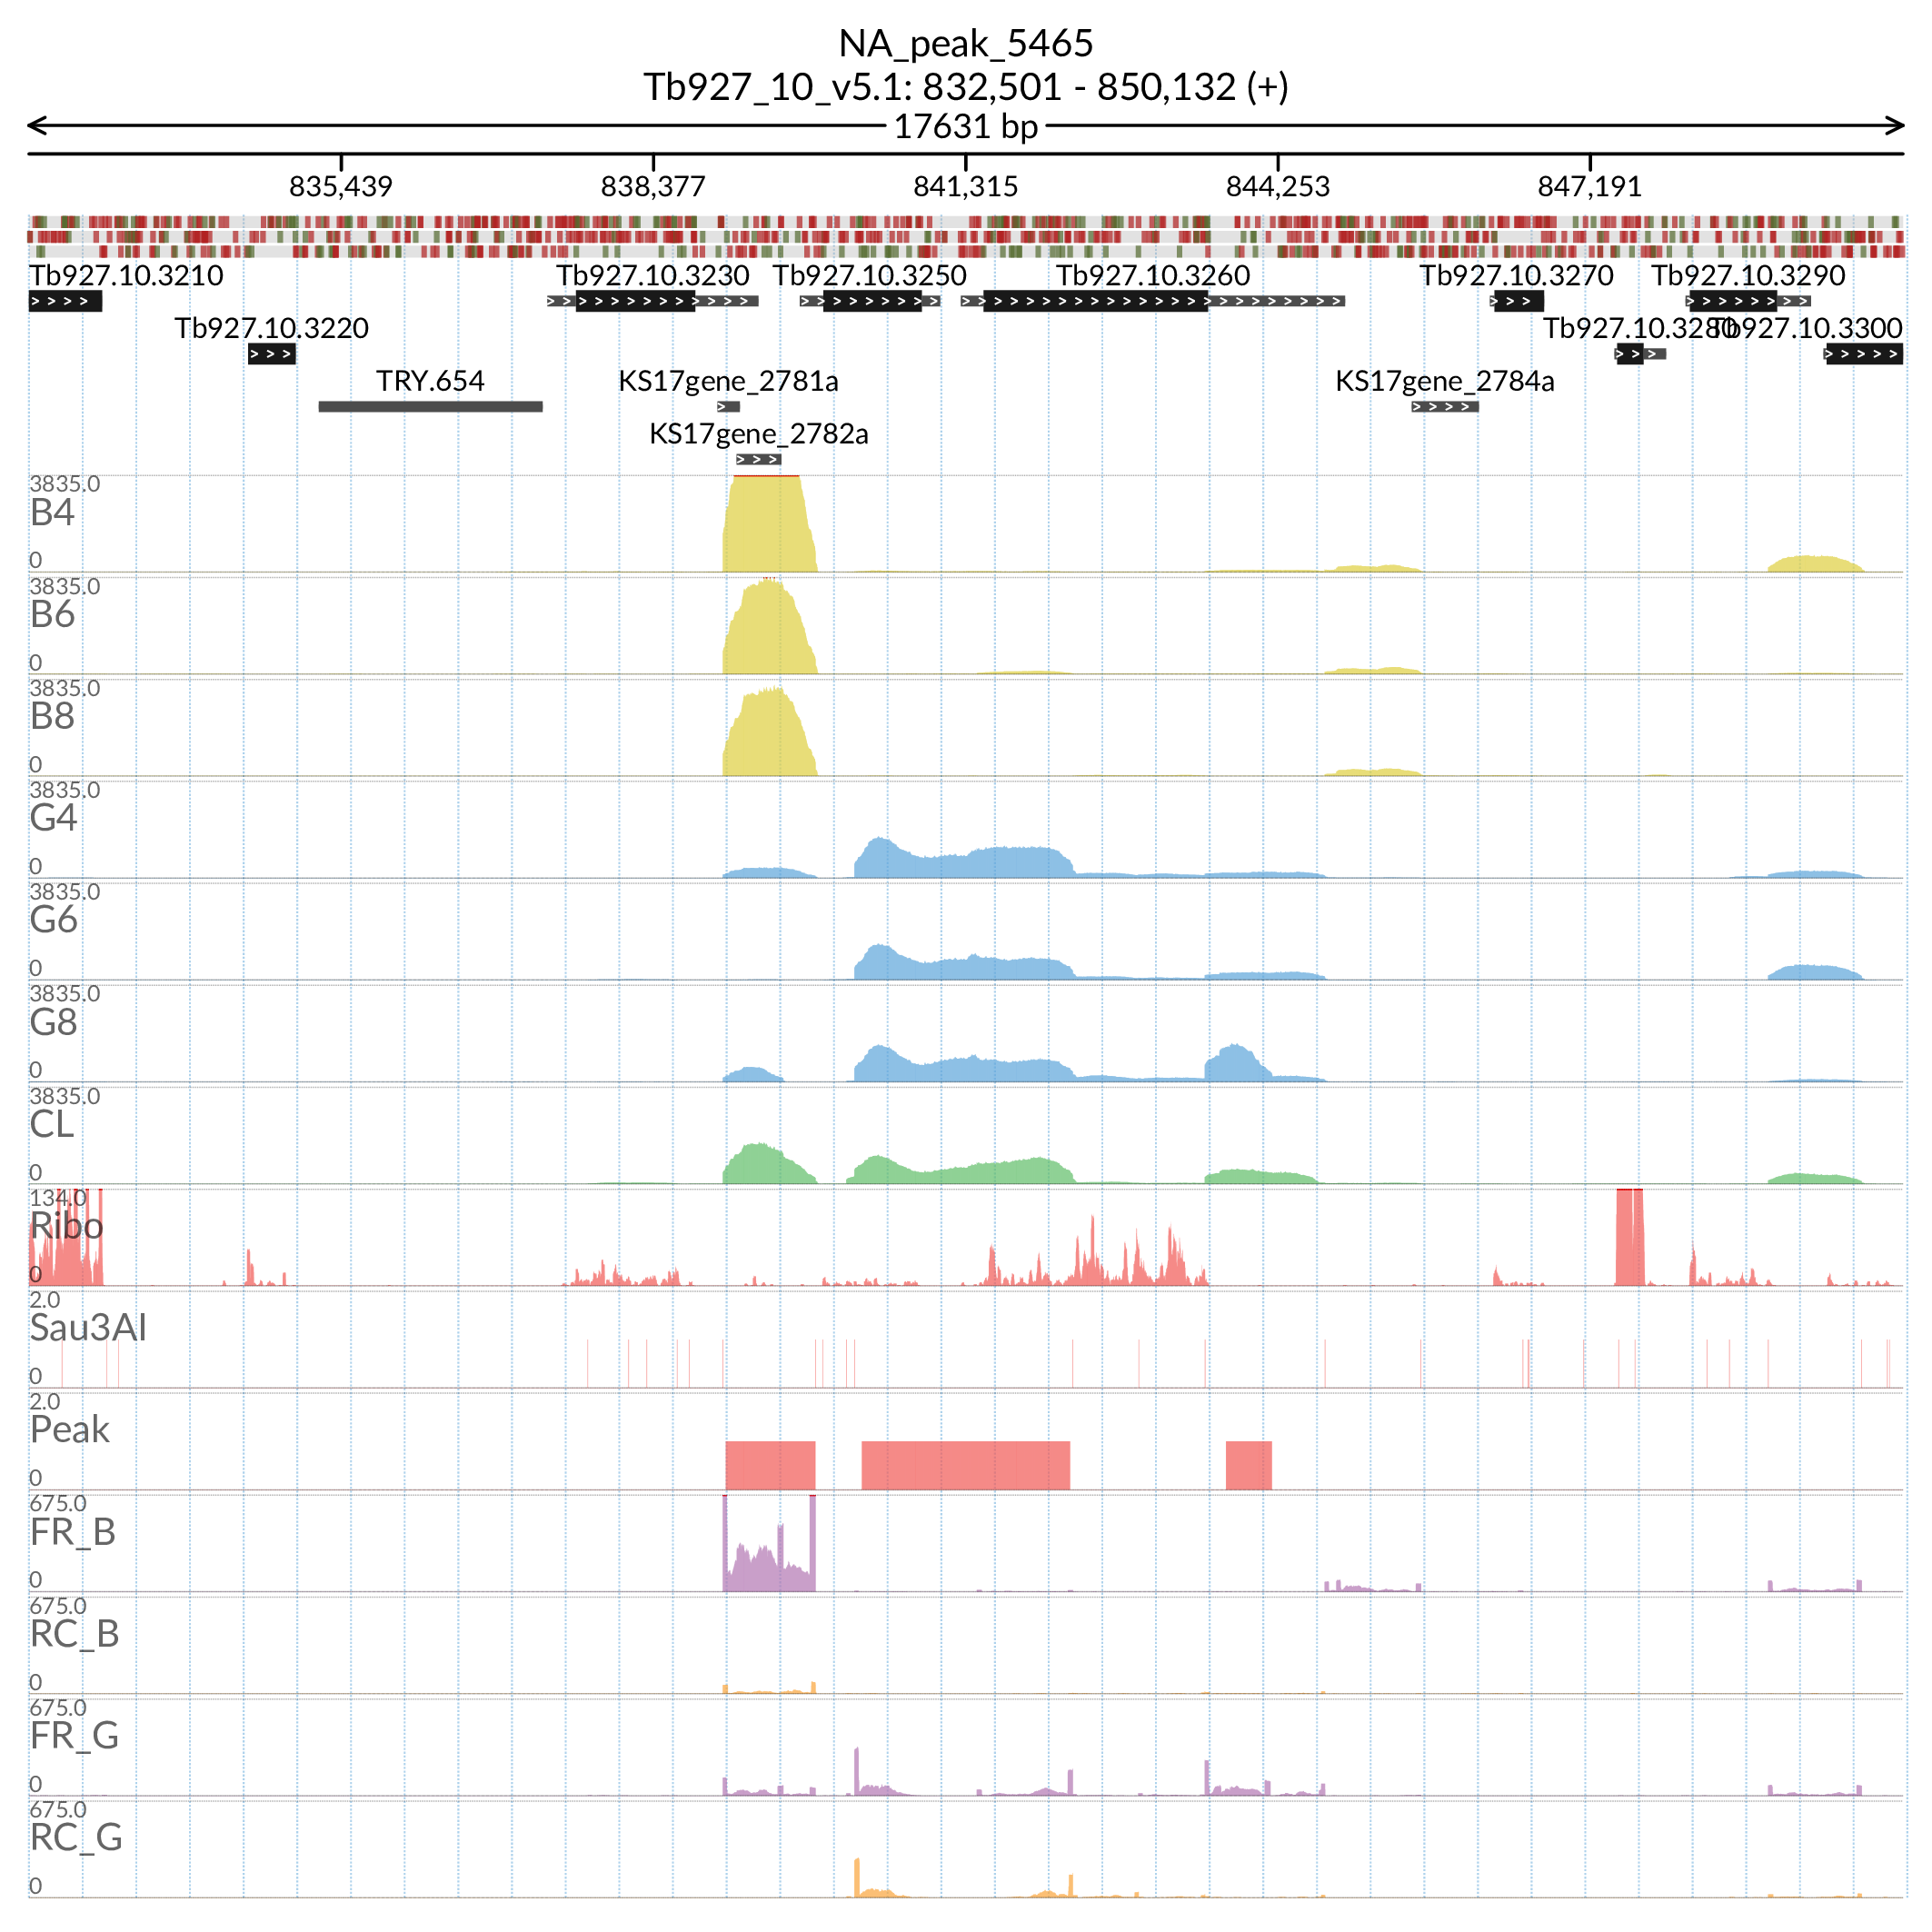 NA_peak_5465
Tb927_10_v5.1: 832,501 - 850,132 (+)
17631 bp
835,439 838,377 841,315 844,253 847,191
Tb927.10.3210 Tb927.10.3230 Tb927.10.3250 Tb927.10.3260 Tb927.10.3270 Tb927.10.3290
Tb927.10.3220 Tb927.10.3280 Tb927.10.3300
TRY.654 KS17gene_2781a KS17gene_2784a
KS17gene_2782a
3835.0
B4
0
3835.0
B6
0
3835.0
B8
0
3835.0
G4
0
3835.0
G6
0
3835.0
G8
0
3835.0
CL
0
134.0
Ribo
0
2.0
Sau3AI
0
2.0
Peak
0
675.0
FR_B
0
675.0
RC_B
0
675.0
FR_G
0
675.0
RC_G
0